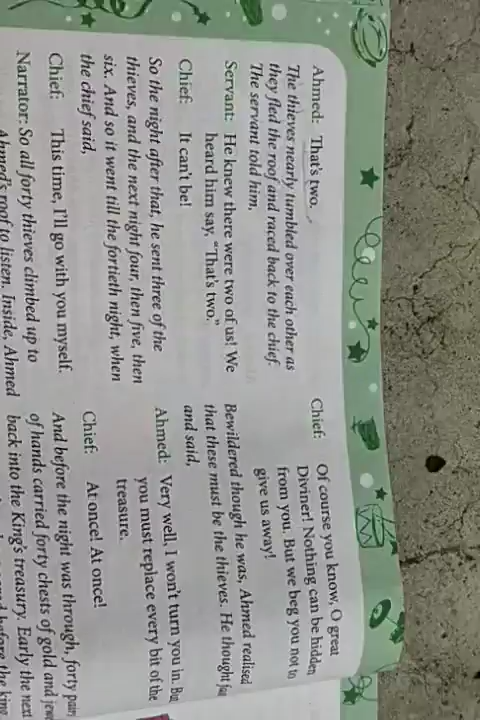 Ahmed: That's two.
The thieves nearly tumbled over each other as
they fled the roof and raced back to the chief.
The servant told him,
Servant: He knew there were two of us! We
heard him say, “That's two.”
Chief: It can't be!
So the night after that, he sent three of the
thieves, and the next night four, then five, then
six. And so it went till the fortieth night, when
the chief said,
Chief: This time, I'll go with you myself.
Narrator: So all forty thieves climbed up to
Ahmed's roof to listen. Inside, Ahmed
Chief: Of course you know, O great
Diviner! Nothing can be hidden
from you. But we beg you not to
give us away!
Bewildered though he was, Ahmed realised
that these must be the thieves. He thought
and said,
Ahmed: Very well, I won't turn you in. But
you must replace every bit of the
treasure.
Chief: At once! At once!
And before the night was through, forty pairs
of hands carried forty chests of gold and
back into the King's treasury. Early the next
before the king